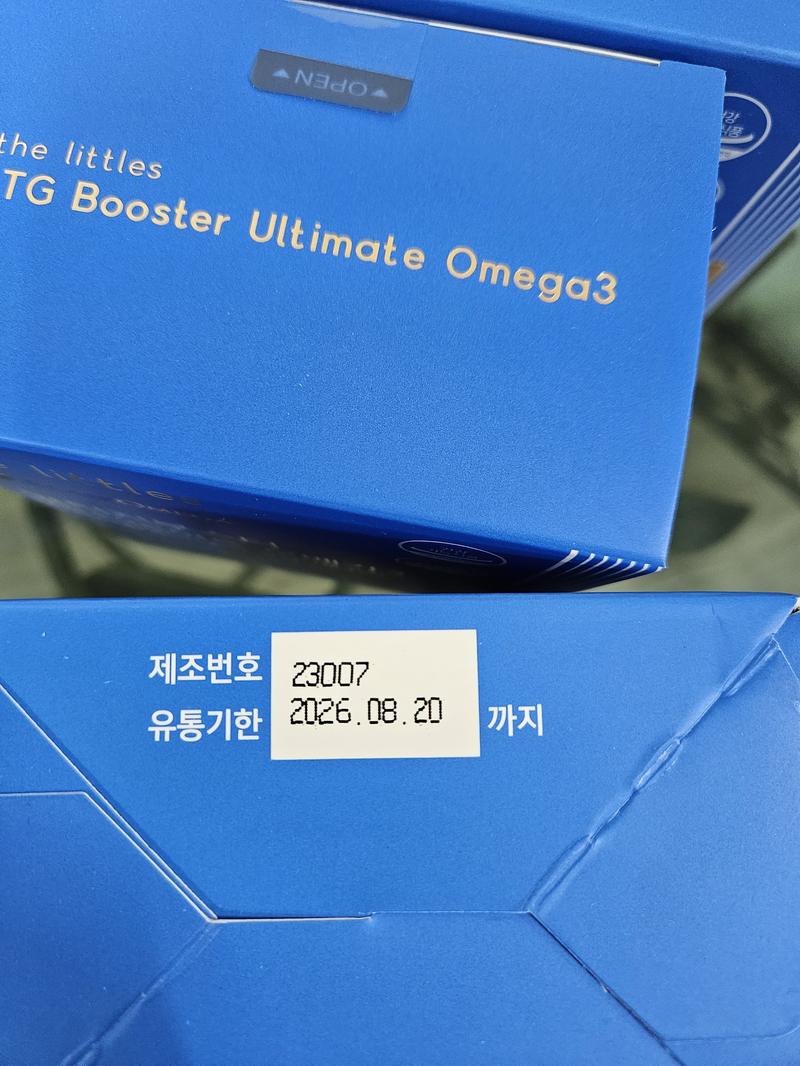 OPEN
the littles
TG Booster Ultimate Omega3
littles
제조번호 23007
유통기한 2026.08.20 까지